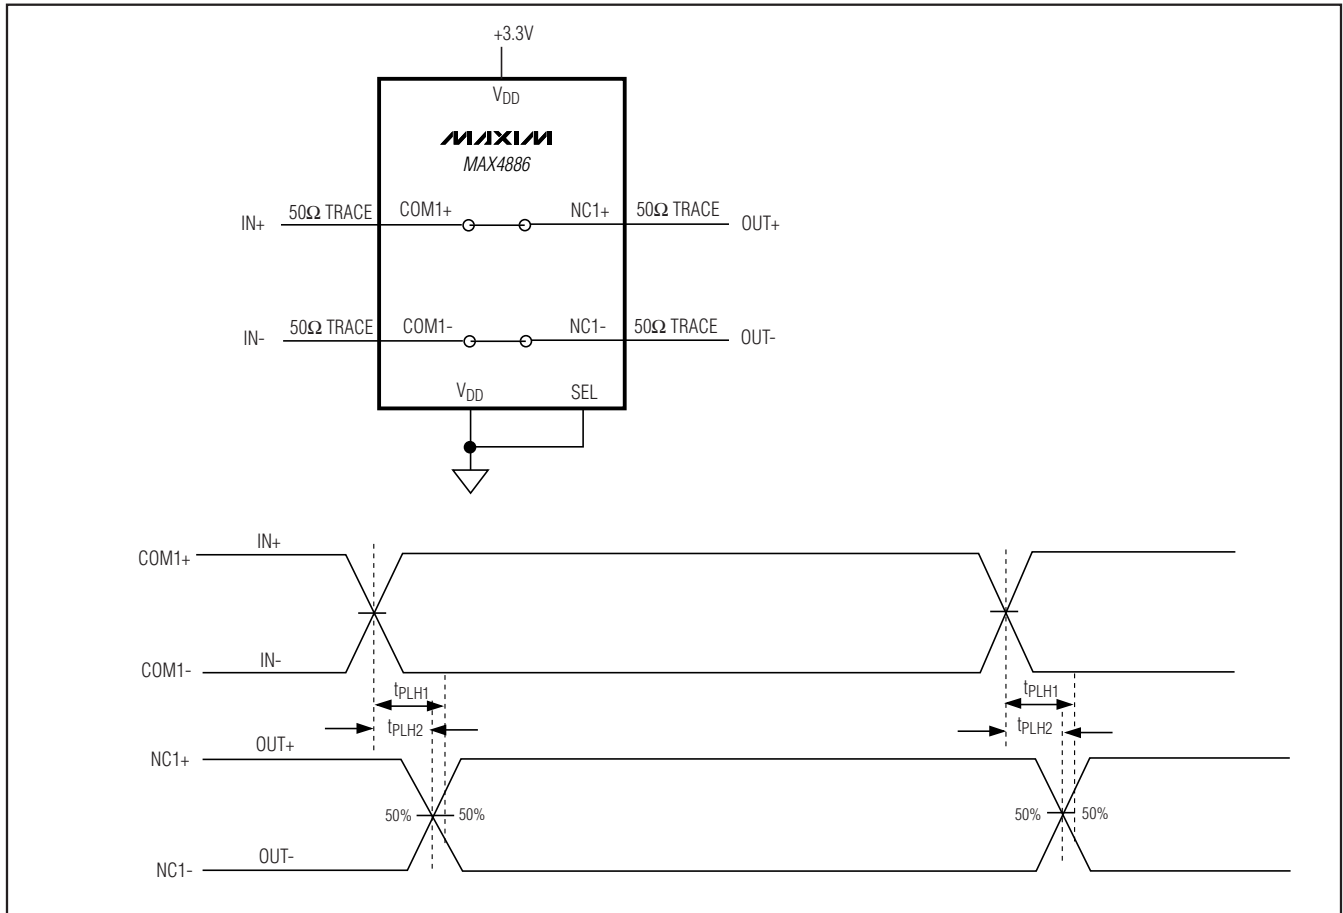 +3.3V
VDD
MAXIM
MAX4886
IN+ 50Ω TRACE COM1+ NC1+ 50Ω TRACE OUT+
IN- 50Ω TRACE COM1- NC1- 50Ω TRACE OUT-
VDD SEL
COM1+ IN+
COM1- IN-
tPLH1 tPLH1
tPLH2 tPLH2
NC1+ OUT+
50% 50% 50% 50%
NC1- OUT-